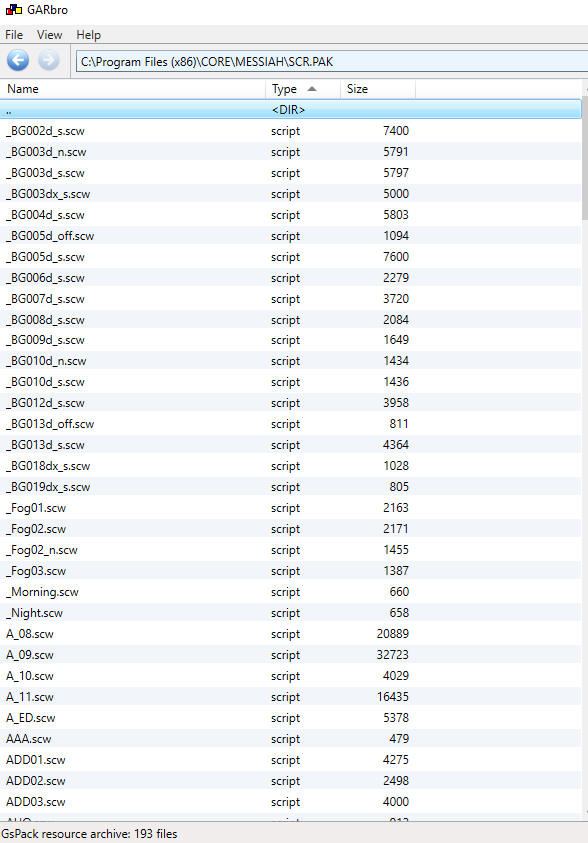 GARbro
File View Help
C:\Program Files (x86)\CORE\MESSIAH\SCR.PAK
Name Type Size
.. <DIR>
_BG002d_s.scw script 7400
_BG003d_n.scw script 5791
_BG003d_s.scw script 5797
_BG003dx_s.scw script 5000
_BG004d_s.scw script 5803
_BG005d_off.scw script 1094
_BG005d_s.scw script 7600
_BG006d_s.scw script 2279
_BG007d_s.scw script 3720
_BG008d_s.scw script 2084
_BG009d_s.scw script 1649
_BG010d_n.scw script 1434
_BG010d_s.scw script 1436
_BG012d_s.scw script 3958
_BG013d_off.scw script 811
_BG013d_s.scw script 4364
_BG018dx_s.scw script 1028
_BG019dx_s.scw script 805
_Fog01.scw script 2163
_Fog02.scw script 2171
_Fog02_n.scw script 1455
_Fog03.scw script 1387
_Morning.scw script 660
_Night.scw script 658
A_08.scw script 20889
A_09.scw script 32723
A_10.scw script 4029
A_11.scw script 16435
A_ED.scw script 5378
AAA.scw script 479
ADD01.scw script 4275
ADD02.scw script 2498
ADD03.scw script 4000
GsPack resource archive: 193 files